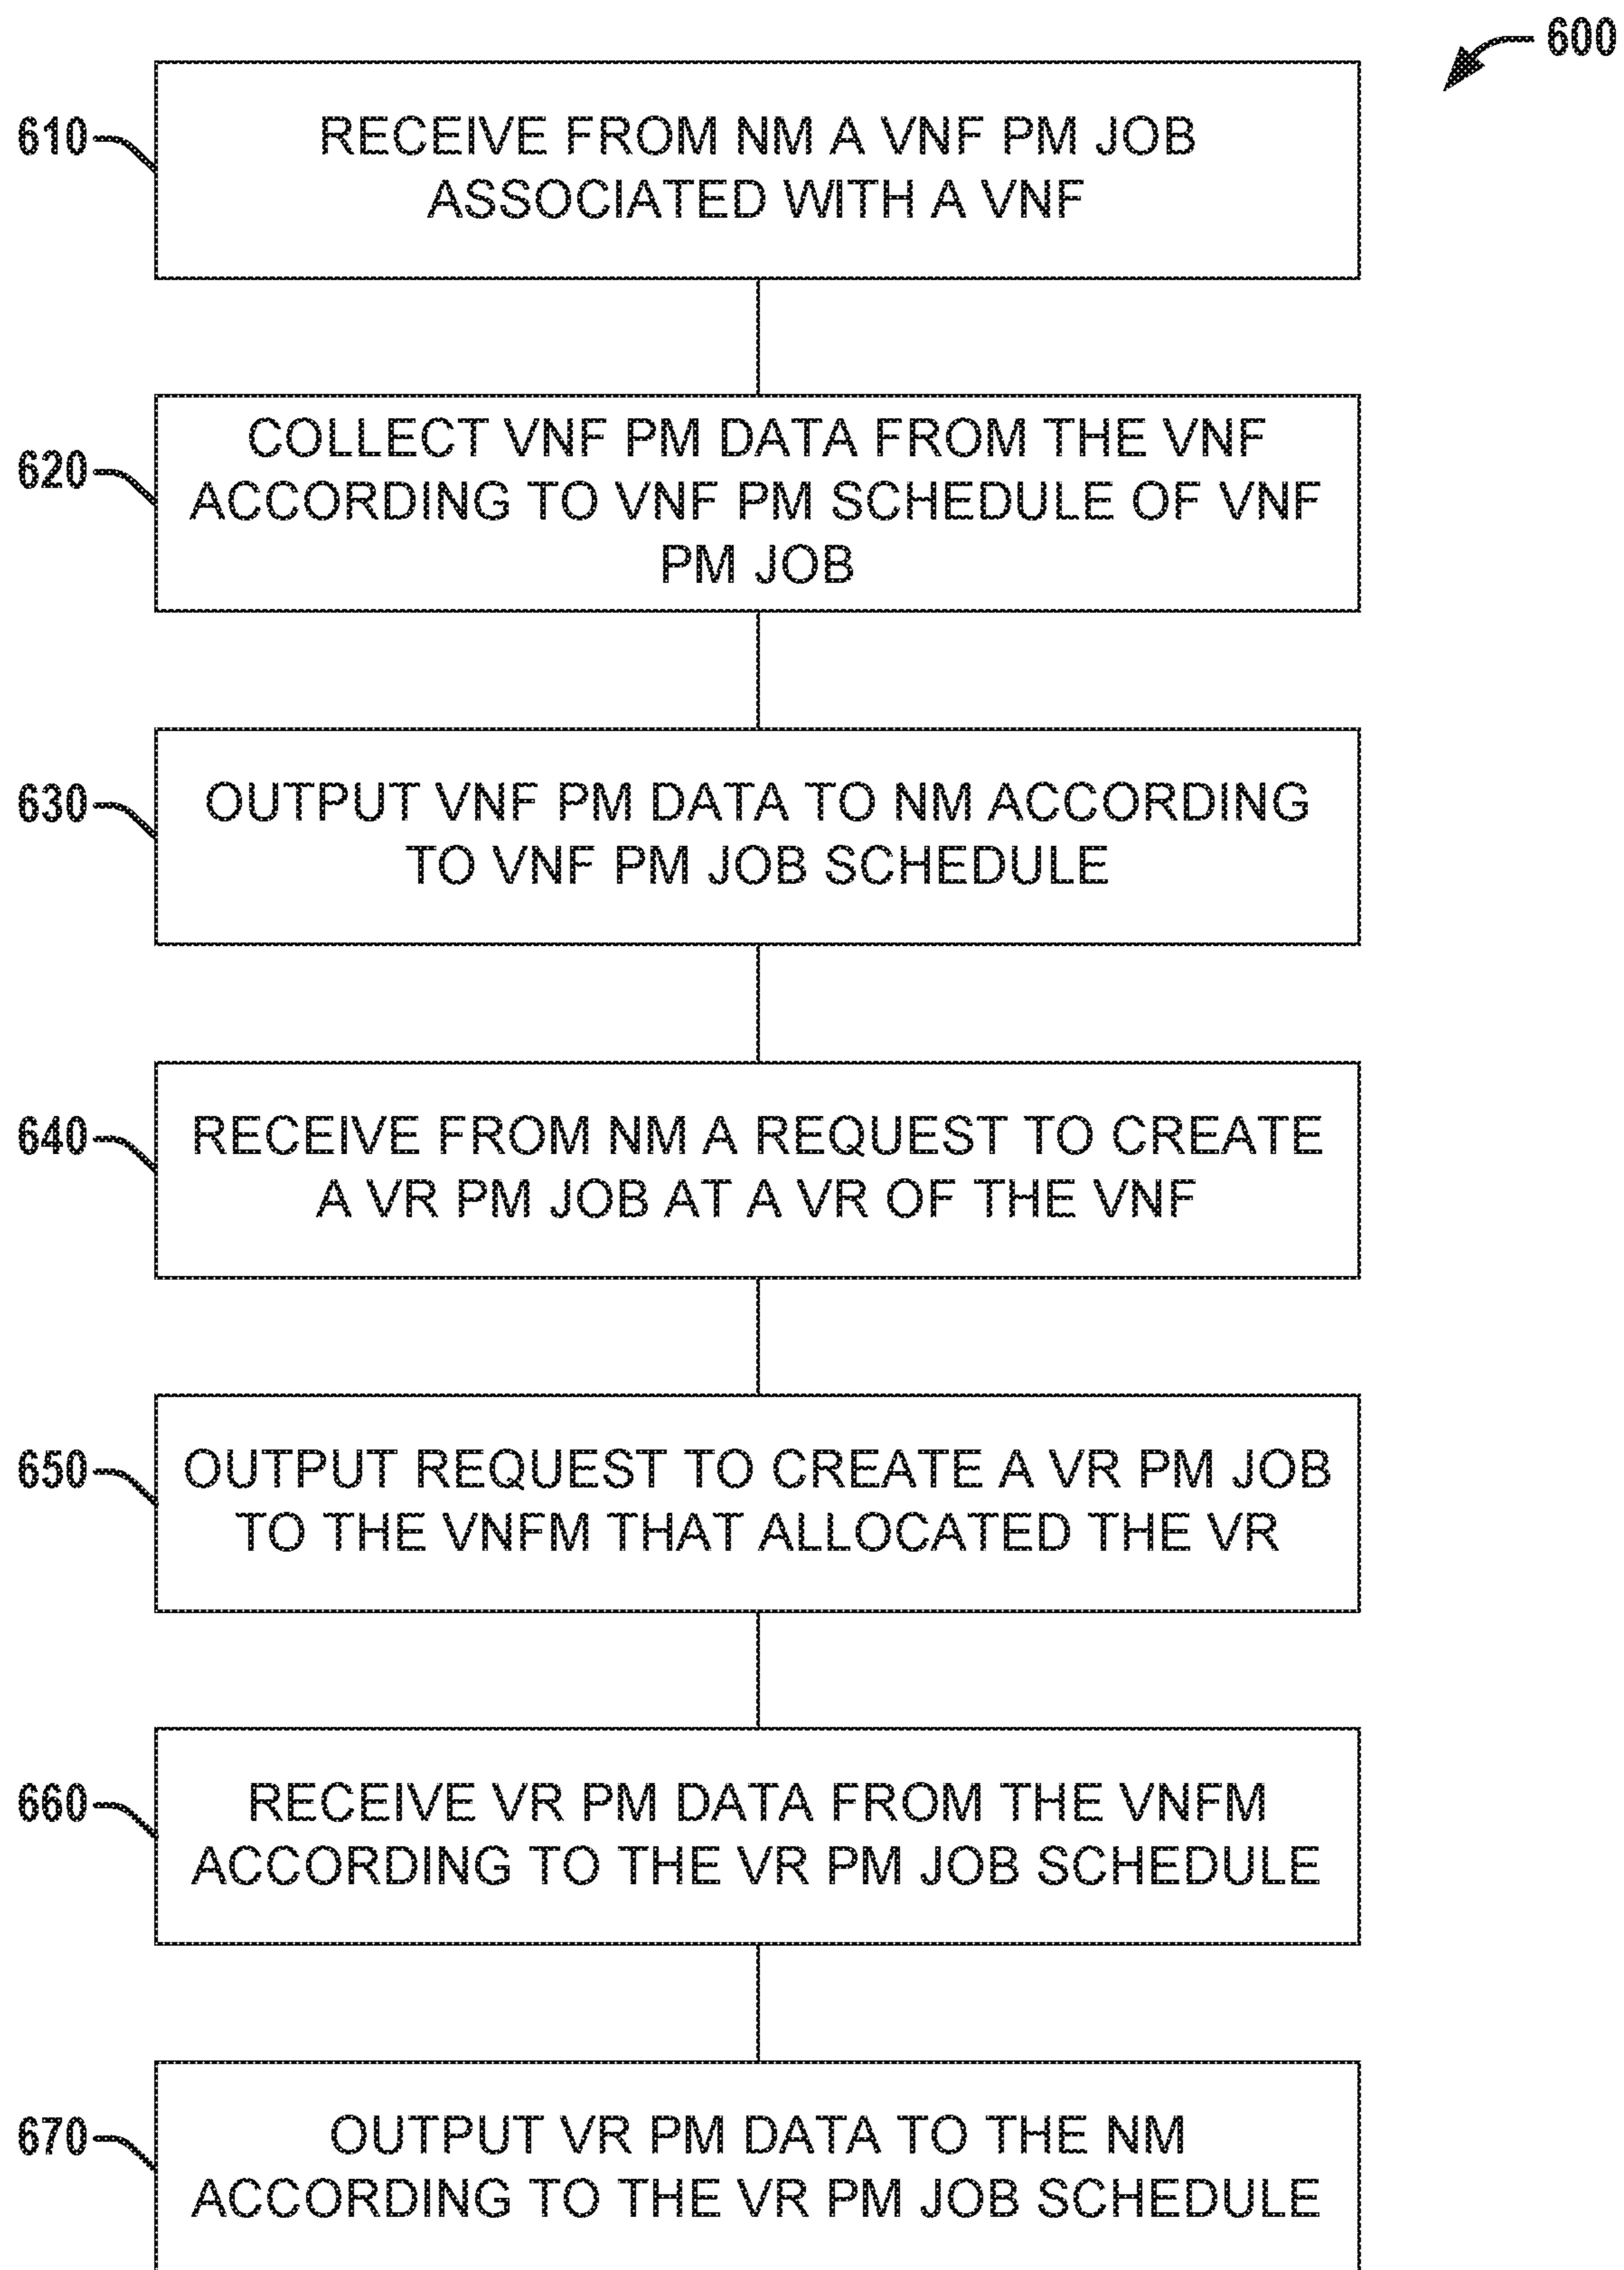 600
610
RECEIVE FROM NM A VNF PM JOB
ASSOCIATED WITH A VNF
620
COLLECT VNF PM DATA FROM THE VNF
ACCORDING TO VNF PM SCHEDULE OF VNF
PM JOB
630
OUTPUT VNF PM DATA TO NM ACCORDING
TO VNF PM JOB SCHEDULE
640
RECEIVE FROM NM A REQUEST TO CREATE
A VR PM JOB AT A VR OF THE VNF
650
OUTPUT REQUEST TO CREATE A VR PM JOB
TO THE VNFM THAT ALLOCATED THE VR
660
RECEIVE VR PM DATA FROM THE VNFM
ACCORDING TO THE VR PM JOB SCHEDULE
670
OUTPUT VR PM DATA TO THE NM
ACCORDING TO THE VR PM JOB SCHEDULE